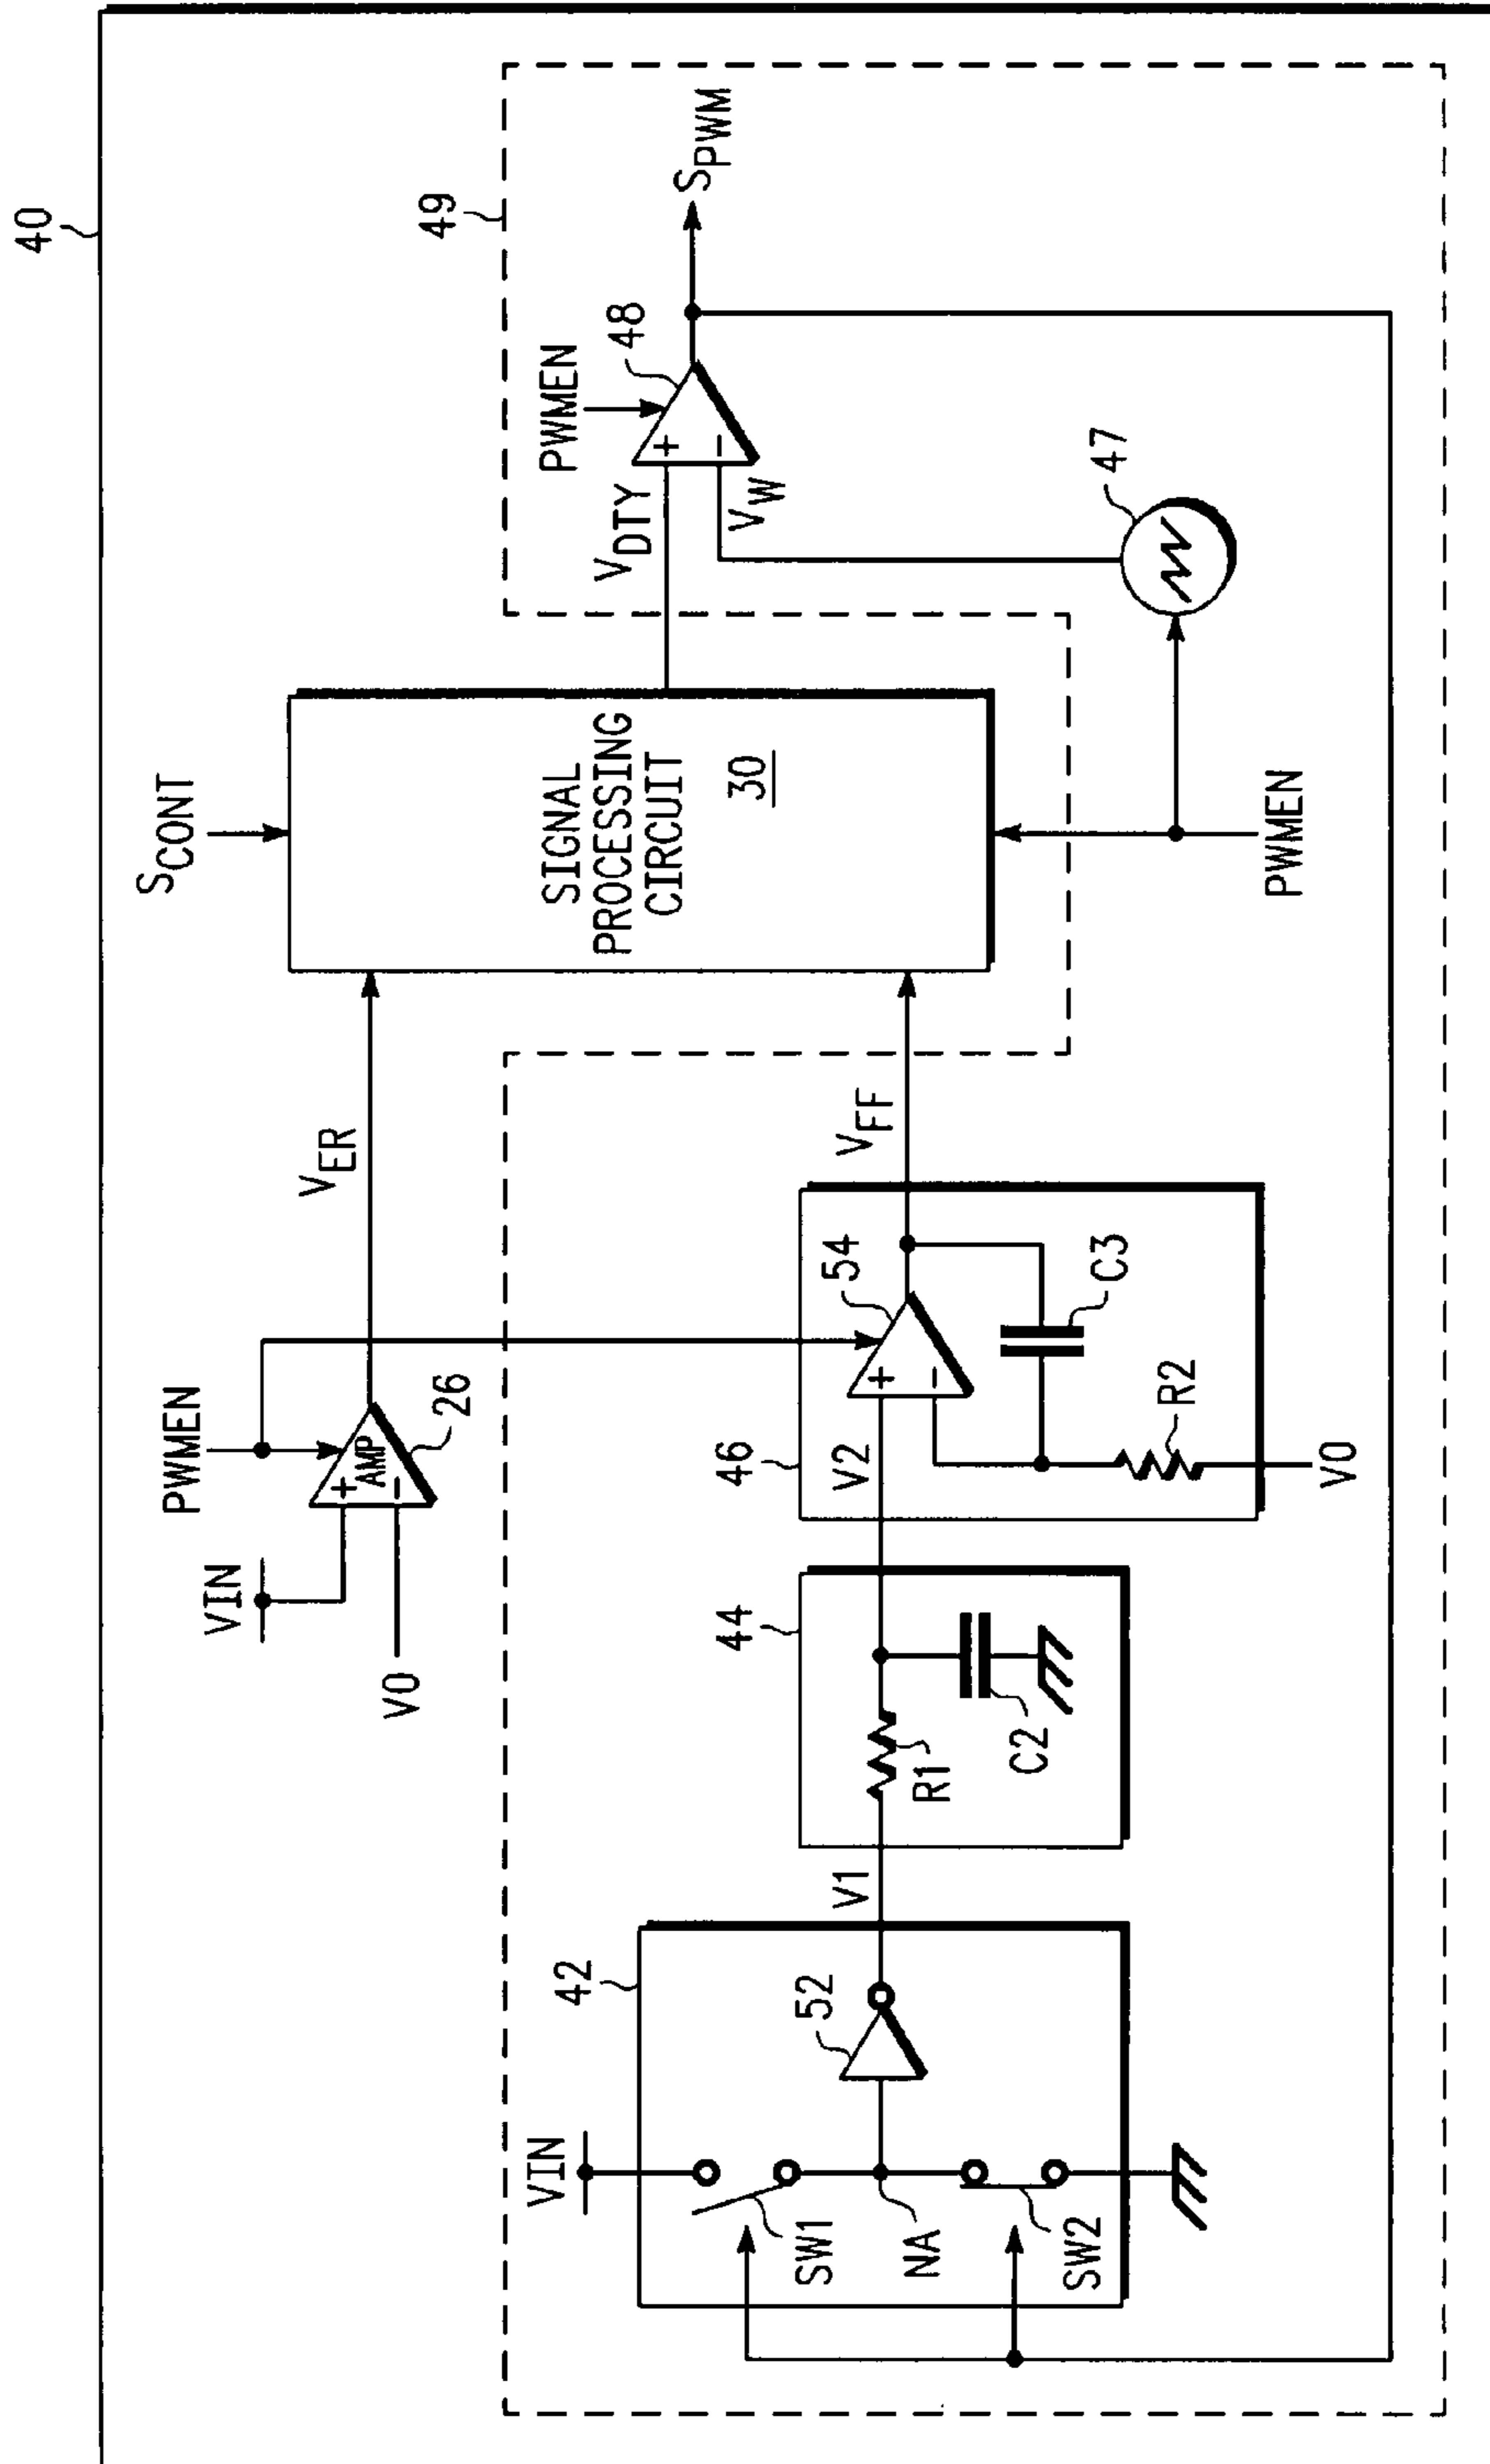 40
49
SCONT
PWMEN
VIN
V0
+
-
AMP
26
VER
SIGNAL
PROCESSING
CIRCUIT
30
PWMEN
48
+
-
VDTY
VW
SPWM
47
PWMEN
42
VIN
SW1
NA
SW2
52
V1
44
R1
C2
46
V2
54
+
-
C3
R2
V0
VFF